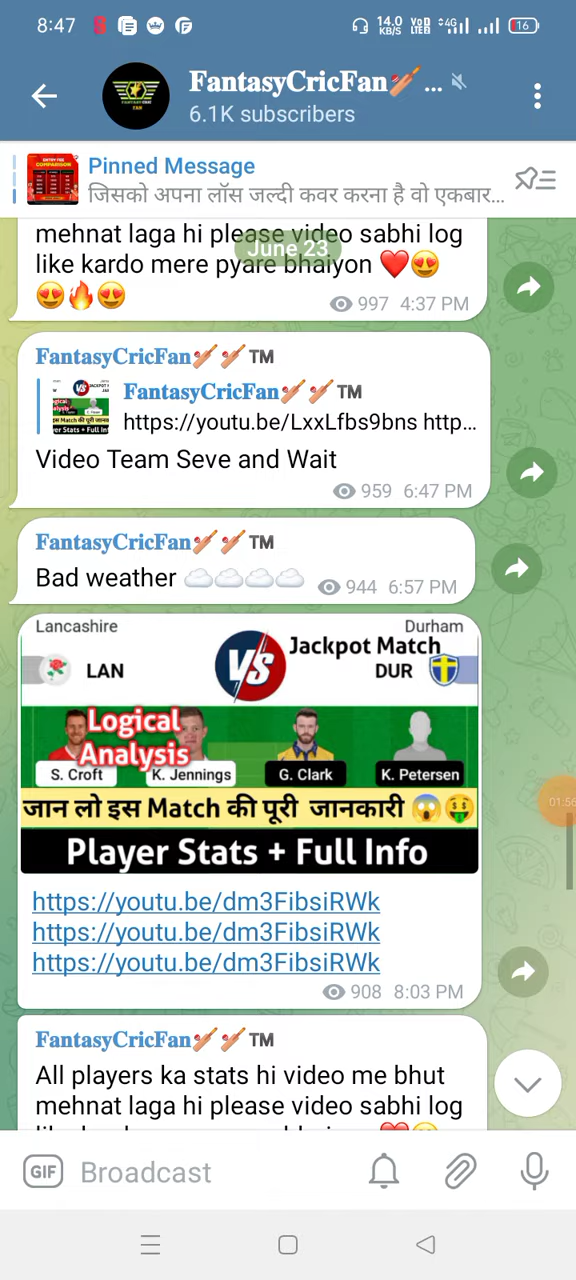 8:47
14.0 KB/S
VoD LTE2
4G
16
FantasyCricFan🏏...
6.1K subscribers
Pinned Message
जिसको अपना लॉस जल्दी कवर करना है वो एकबार...
mehnat laga hi please video sabhi log
June 23
like kardo mere pyare bhaiyon ❤️😍
😍🔥😍
997 4:37 PM
FantasyCricFan🏏🏏™
FantasyCricFan🏏🏏™
https://youtu.be/LxxLfbs9bns http...
Video Team Seve and Wait
959 6:47 PM
FantasyCricFan🏏🏏™
Bad weather ☁️☁️☁️☁️
944 6:57 PM
Lancashire
Durham
Jackpot Match
LAN
VS
DUR
Logical
Analysis
S. Croft
K. Jennings
G. Clark
K. Petersen
जान लो इस Match की पूरी जानकारी 😱🤑
Player Stats + Full Info
01:56
https://youtu.be/dm3FibsiRWk
https://youtu.be/dm3FibsiRWk
https://youtu.be/dm3FibsiRWk
908 8:03 PM
FantasyCricFan🏏🏏™
All players ka stats hi video me bhut
mehnat laga hi please video sabhi log
GIF
Broadcast